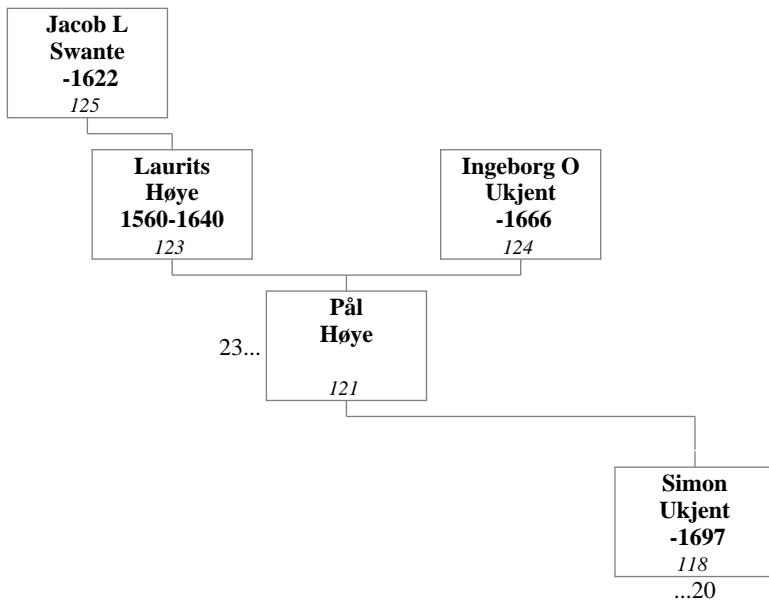 Jacob L
Swante
-1622
125
Laurits
Høye
1560-1640
123
Ingeborg O
Ukjent
-1666
124
23...
Pål
Høye
121
Simon
Ukjent
-1697
118
...20